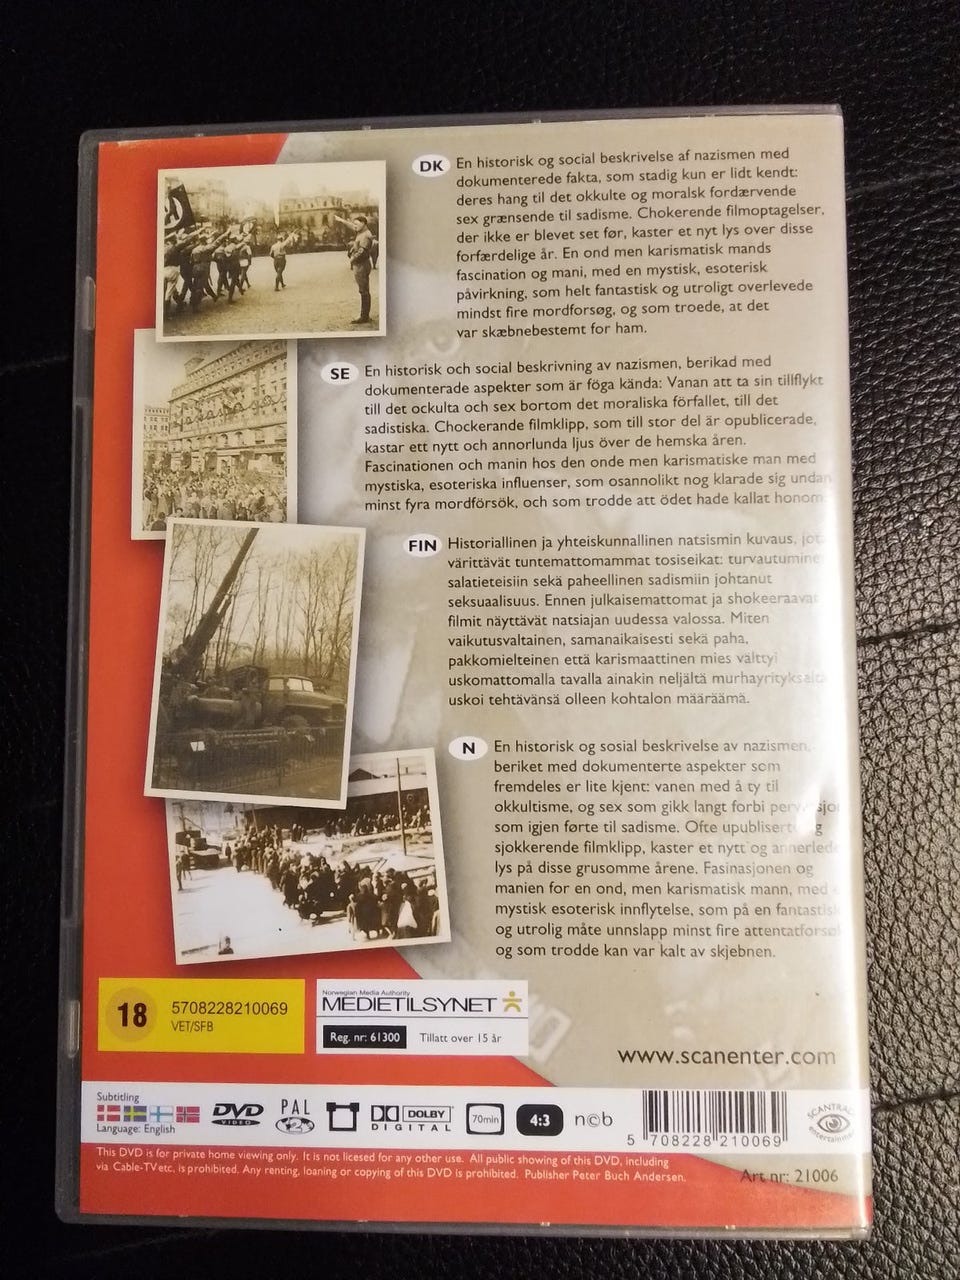 DK
En historisk og social beskrivelse af nazismen med
dokumenterede fakta, som stadig kun er lidt kendt:
deres hang til det okkulte og moralsk fordærvende
sex grænsende til sadisme. Chokerende filmoptagelser,
der ikke er blevet set før, kaster et nyt lys over disse
forfærdelige år. En ond men karismatisk mands
fascination og mani, med en mystisk, esoterisk
påvirkning, som helt fantastisk og utroligt overlevede
mindst fire mordforsøg, og som troede, at det
var skæbnebestemt for ham.
SE
En historisk och social beskrivning av nazismen, berikad med
dokumenterade aspekter som är föga kända: Vanan att ta sin tillflykt
till det ockulta och sex bortom det moraliska förfallet, till det
sadistiska. Chockerande filmklipp, som till stor del är opublicerade,
kastar ett nytt och annorlunda ljus över de hemska åren.
Fascinationen och manin hos den onde men karismatiske man med
mystiska, esoteriska influenser, som osannolikt nog klarade sig undan
minst fyra mordförsök, och som trodde att ödet hade kallat honom.
FIN
Historiallinen ja yhteiskunnallinen natsismin kuvaus,
värittävät tuntemattomammat tosiseikat:
salatieteisiin sekä paheellinen sadismiin johtanut
seksuaalisuus. Ennen julkaisemattomat ja shokeeraavat
filmit näyttävät natsiajan uudessa valossa. Miten
vaikutusvaltainen, samanaikaisesti sekä paha,
pakkomielteinen että karismaattinen mies välttyi
uskomattomalla tavalla ainakin neljältä
uskoi tehtävänsä olleen kohtalon määräämä.
N
En historisk og sosial beskrivelse av nazismen,
beriket med dokumenterte aspekter som
fremdeles er lite kjent: vanen med å ty til
okkultisme, og sex som gikk langt forbi
som igjen førte til sadisme. Ofte
sjokkerende filmklipp, kaster et nytt og
lys på disse grusomme årene. Fasinasjonen og
manien for en ond, men karismatisk mann, med
mystisk esoterisk innflytelse, som på en fantastisk
og utrolig måte unnslapp minst fire
og som trodde kan var kalt av skjebnen.
18
5708228210069
VET/SFB
Norwegian Media Authority
MEDIETILSYNET
Reg. nr: 61300
Tillatt over 15 år
www.scanenter.com
Subtitling
Language: English
DVD
VIDEO
PAL
2
DOLBY
DIGITAL
70min
4:3
n©b
5 708228 210069
SCANTRADE
entertainment
This DVD is for private home viewing only. It is not licesed for any other use. All public showing of this DVD, including
via Cable-TV etc, is prohibited. Any renting, loaning or copying of this DVD is prohibited. Publisher Peter Buch Andersen.
Art nr: 21006